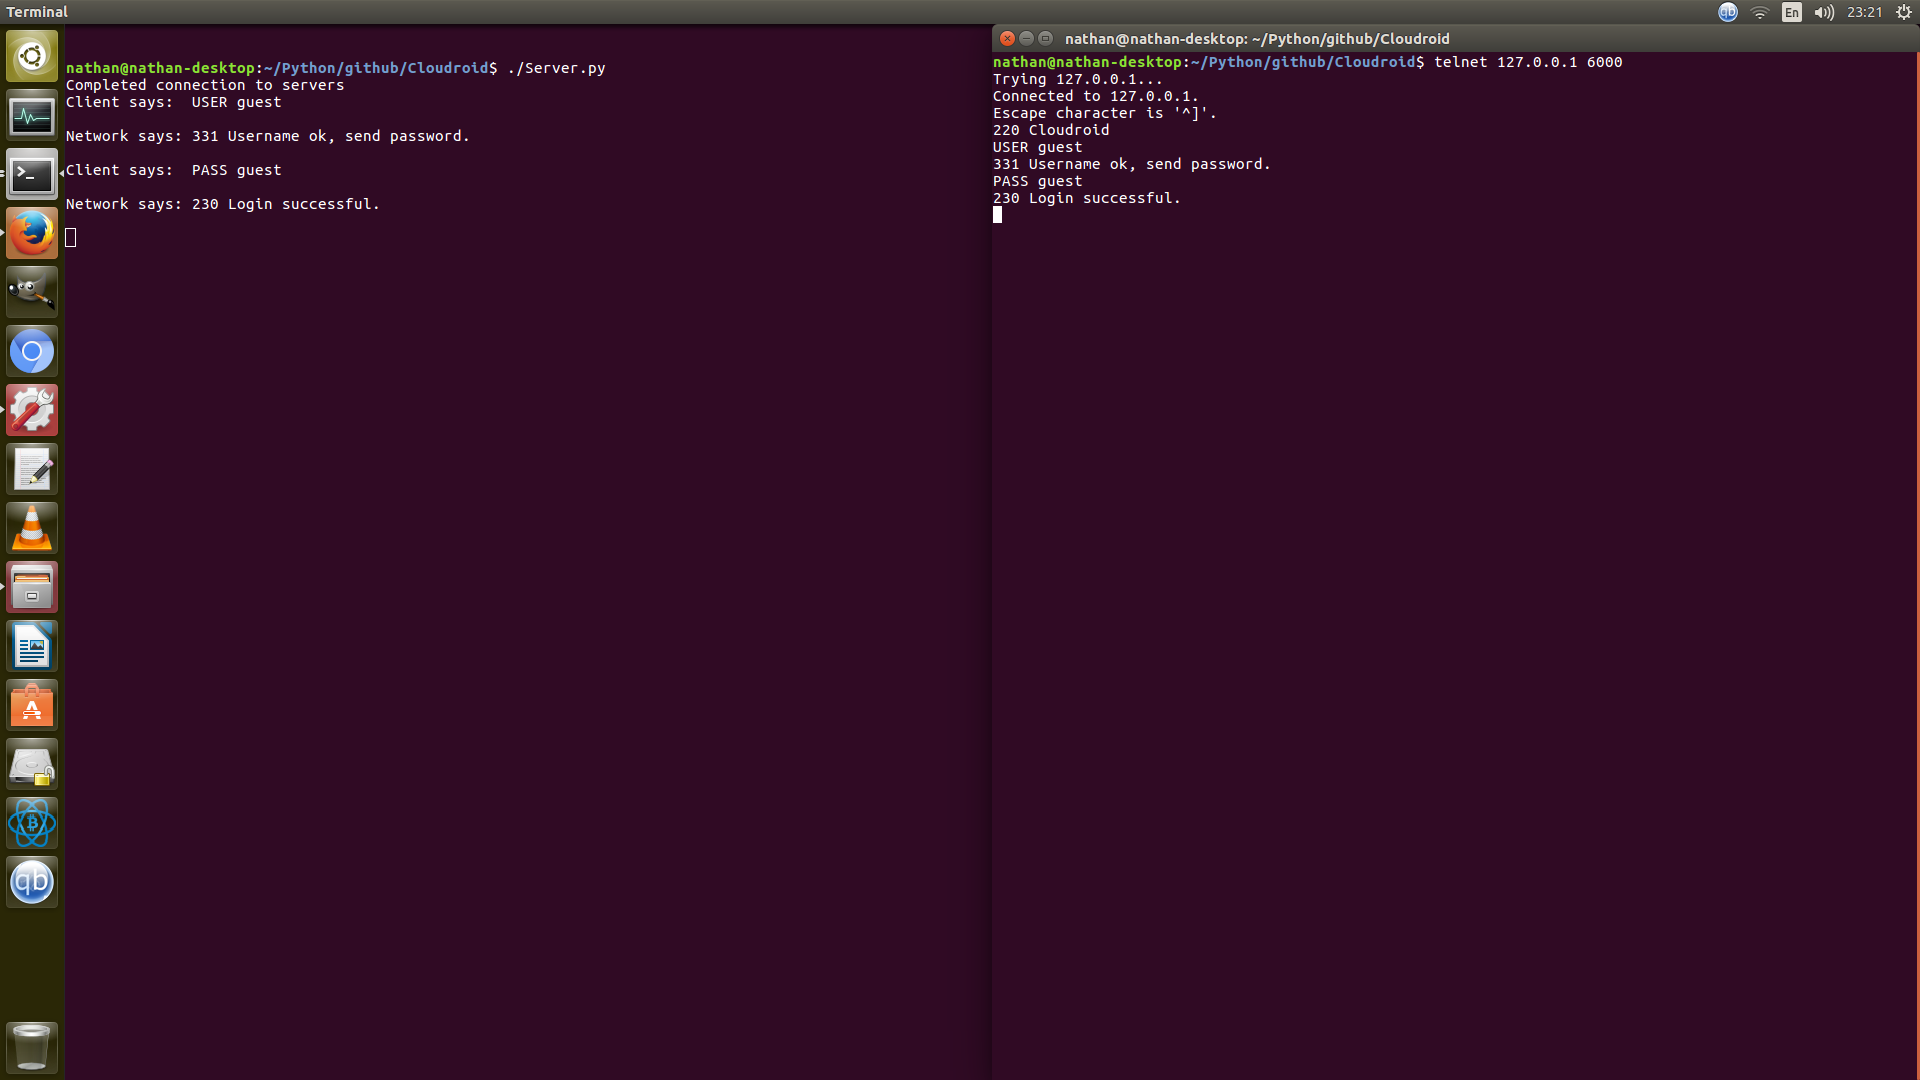 Terminal
qb
En
23:21
nathan@nathan-desktop:~/Python/github/Cloudroid$ ./Server.py
Completed connection to servers
Client says:  USER guest
Network says: 331 Username ok, send password.
Client says:  PASS guest
Network says: 230 Login successful.
nathan@nathan-desktop: ~/Python/github/Cloudroid
nathan@nathan-desktop:~/Python/github/Cloudroid$ telnet 127.0.0.1 6000
Trying 127.0.0.1...
Connected to 127.0.0.1.
Escape character is '^]'.
220 Cloudroid
USER guest
331 Username ok, send password.
PASS guest
230 Login successful.
>_
A
B
qb